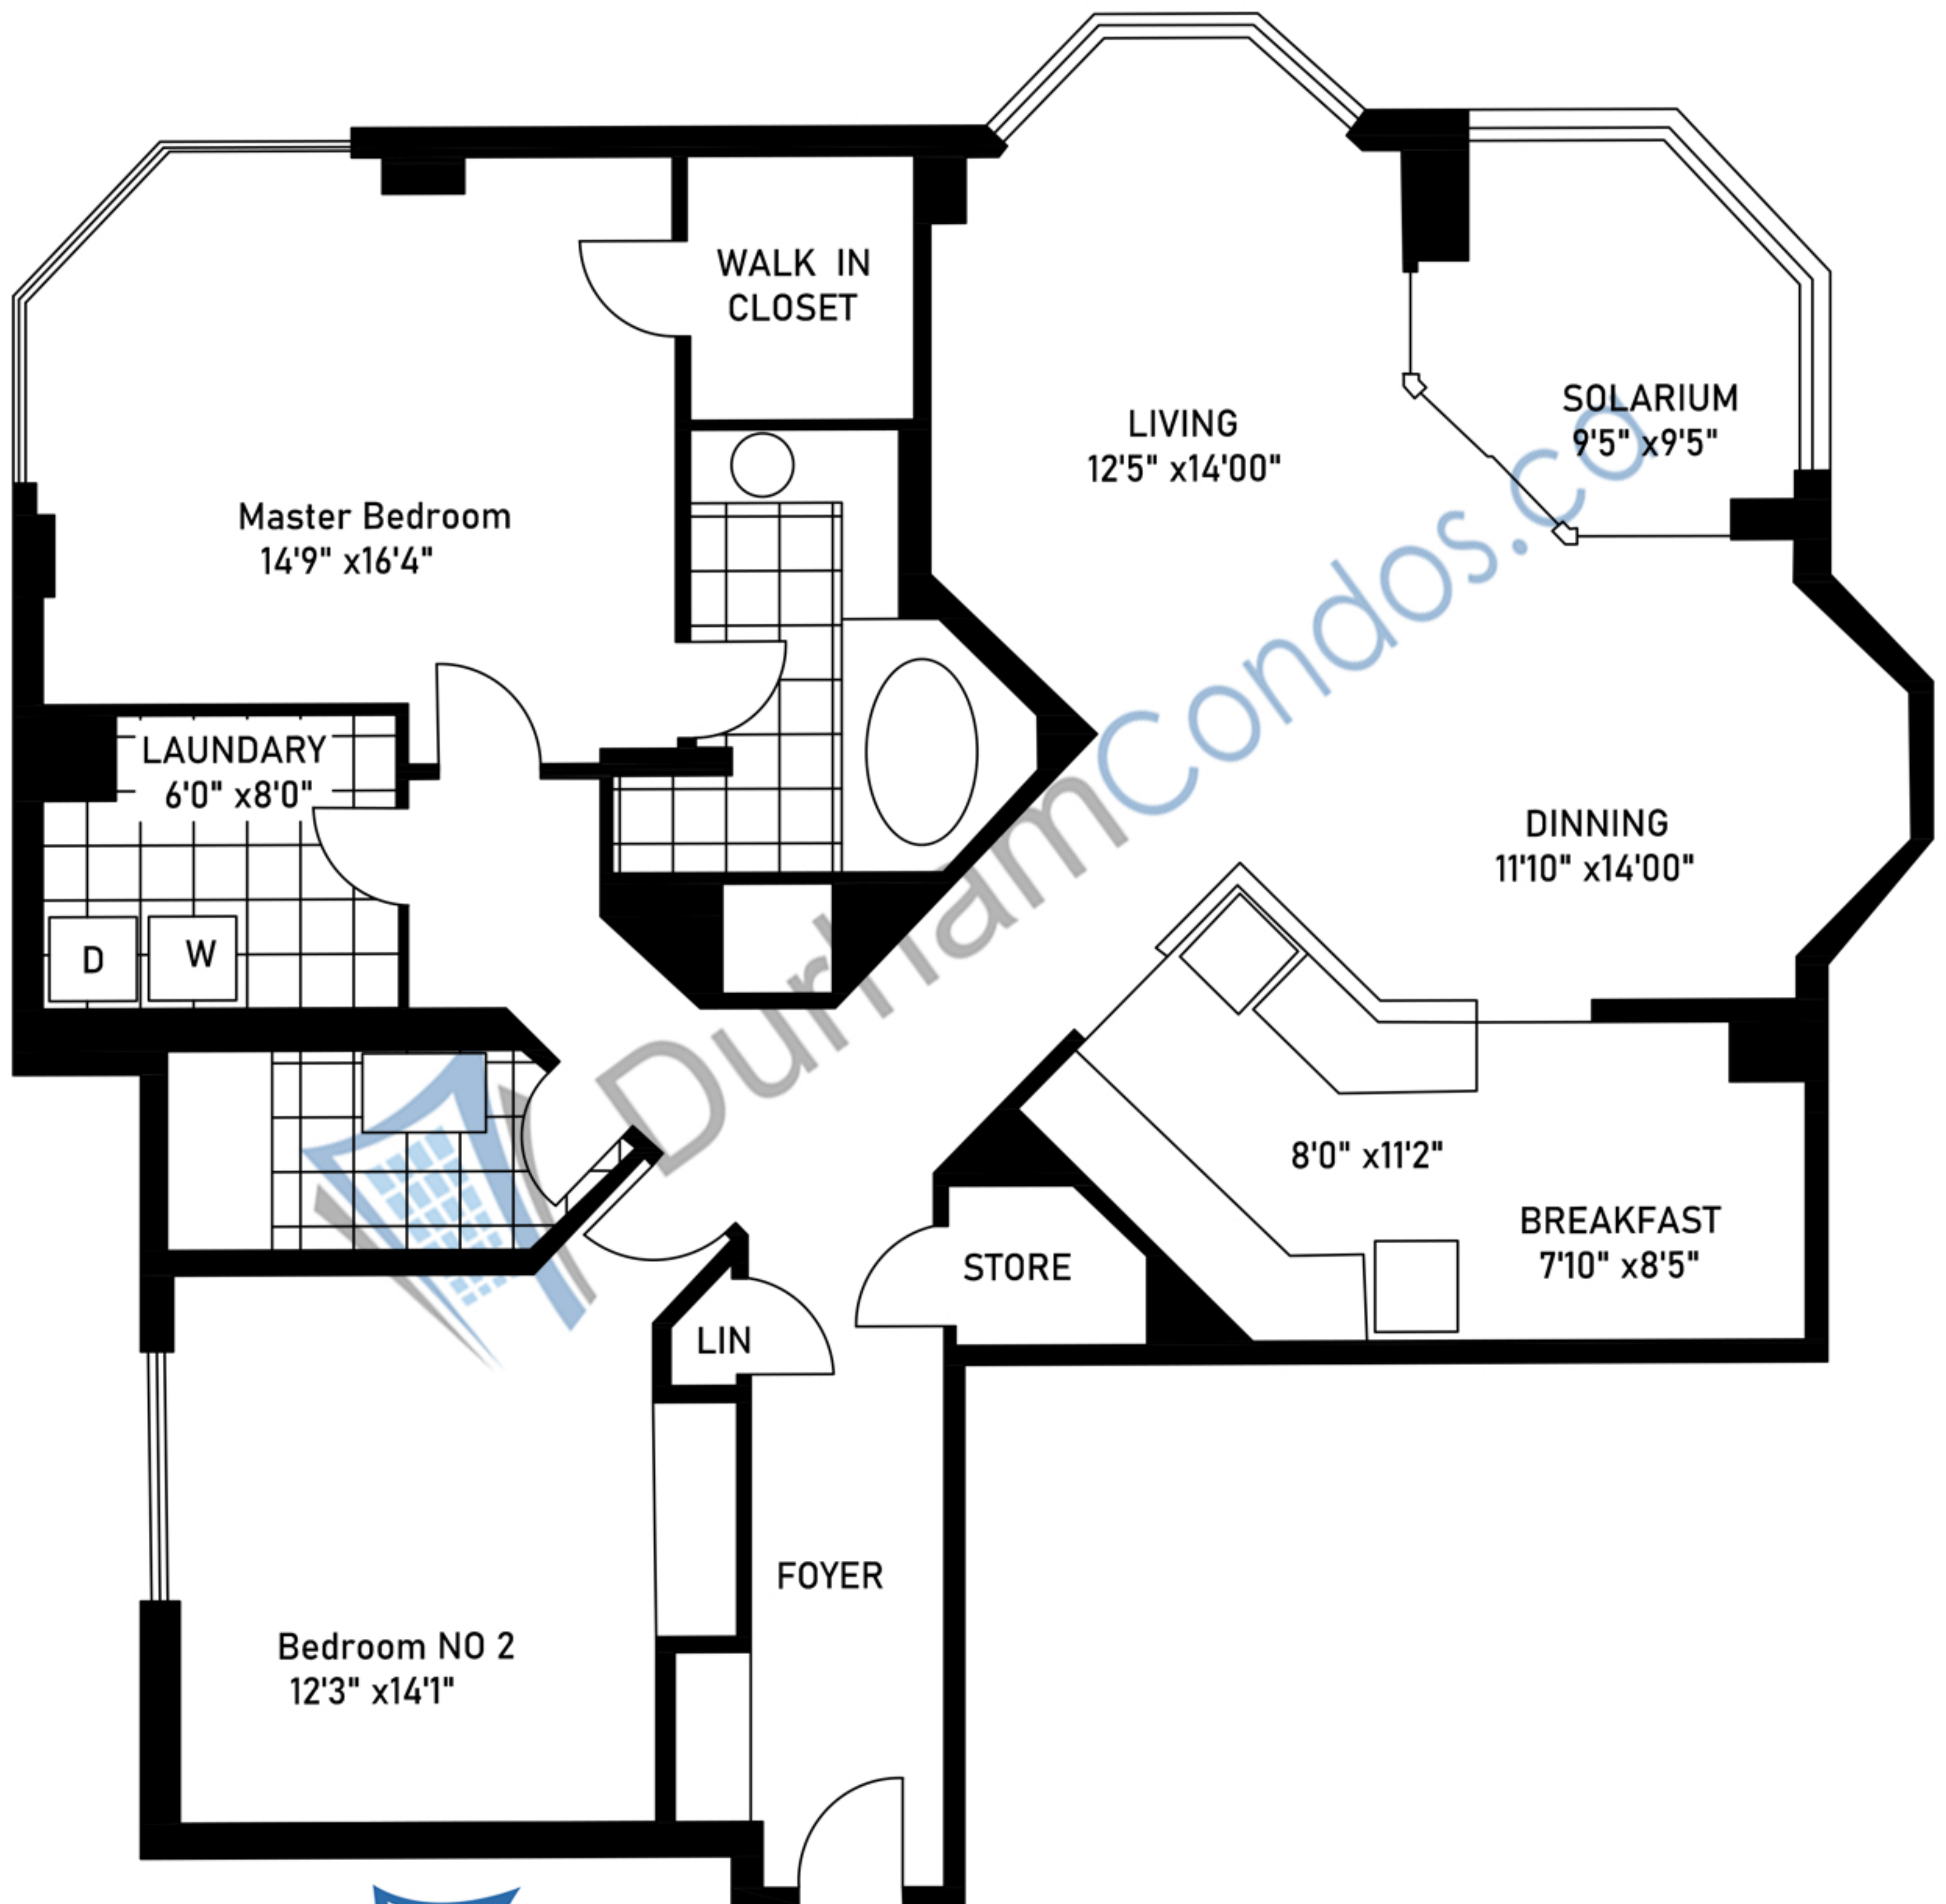 WALK IN
CLOSET
SOLARIUM
9'5" x9'5"
LIVING
12'5" x14'00"
Master Bedroom
14'9" x16'4"
LAUNDARY
6'0" x8'0"
DINNING
11'10" x14'00"
D
W
DurhamCondos.ca
8'0" x11'2"
BREAKFAST
7'10" x8'5"
STORE
LIN
FOYER
Bedroom NO 2
12'3" x14'1"